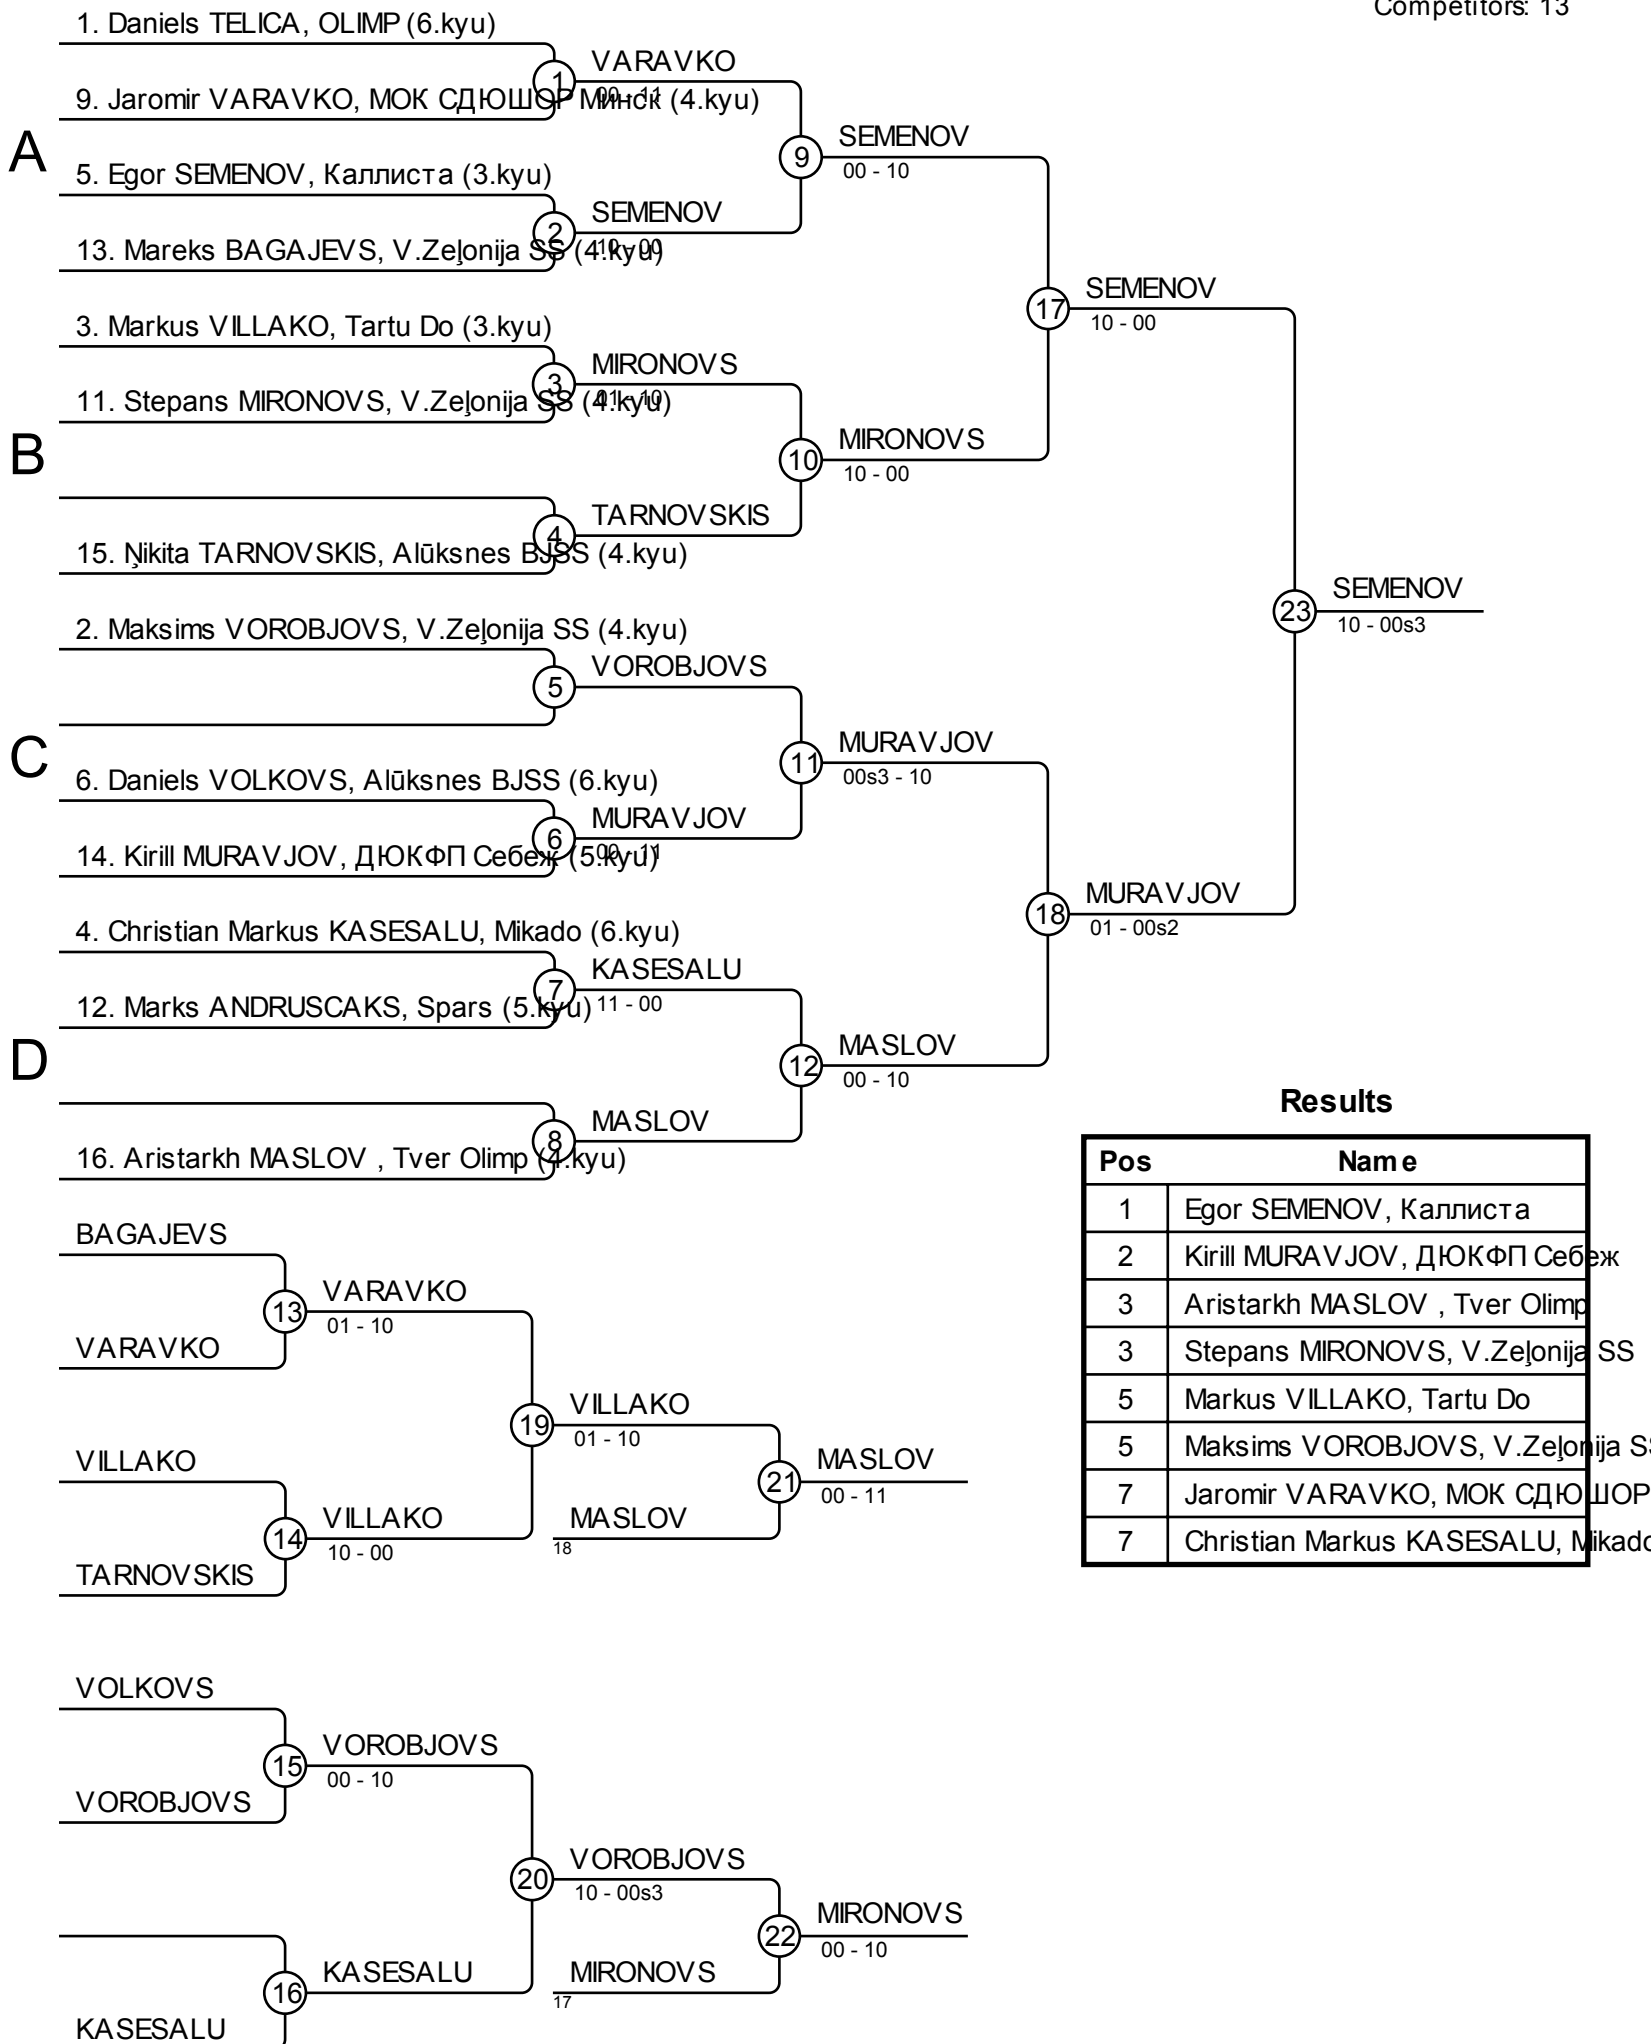 Competitors: 13
1. Daniels TELICA, OLIMP (6.kyu)
1
VARAVKO
00 - 11
9. Jaromir VARAVKO, МОК СДЮШОР Минск (4.kyu)
A
9
SEMENOV
00 - 10
5. Egor SEMENOV, Каллиста (3.kyu)
2
SEMENOV
10 - 00
13. Mareks BAGAJEVS, V.Zeļonija SS (4.kyu)
17
SEMENOV
10 - 00
3. Markus VILLAKO, Tartu Do (3.kyu)
3
MIRONOVS
01 - 10
11. Stepans MIRONOVS, V.Zeļonija SS (4.kyu)
B
10
MIRONOVS
10 - 00
4
TARNOVSKIS
15. Ņikita TARNOVSKIS, Alūksnes BJSS (4.kyu)
23
SEMENOV
10 - 00s3
2. Maksims VOROBJOVS, V.Zeļonija SS (4.kyu)
5
VOROBJOVS
C
11
MURAVJOV
00s3 - 10
6. Daniels VOLKOVS, Alūksnes BJSS (6.kyu)
6
MURAVJOV
00 - 11
14. Kirill MURAVJOV, ДЮКФП Себеж (5.kyu)
18
MURAVJOV
01 - 00s2
4. Christian Markus KASESALU, Mikado (6.kyu)
7
KASESALU
11 - 00
12. Marks ANDRUSCAKS, Spars (5.kyu)
D
12
MASLOV
00 - 10
8
MASLOV
16. Aristarkh MASLOV , Tver Olimp (4.kyu)
Results
Pos Name
1 Egor SEMENOV, Каллиста
2 Kirill MURAVJOV, ДЮКФП Себеж
3 Aristarkh MASLOV , Tver Olimp
3 Stepans MIRONOVS, V.Zeļonija SS
5 Markus VILLAKO, Tartu Do
5 Maksims VOROBJOVS, V.Zeļonija SS
7 Jaromir VARAVKO, МОК СДЮШОР
7 Christian Markus KASESALU, Mikado
BAGAJEVS
13
VARAVKO
01 - 10
VARAVKO
19
VILLAKO
01 - 10
VILLAKO
14
VILLAKO
10 - 00
TARNOVSKIS
MASLOV
18
21
MASLOV
00 - 11
VOLKOVS
15
VOROBJOVS
00 - 10
VOROBJOVS
20
VOROBJOVS
10 - 00s3
16
KASESALU
KASESALU
MIRONOVS
17
22
MIRONOVS
00 - 10